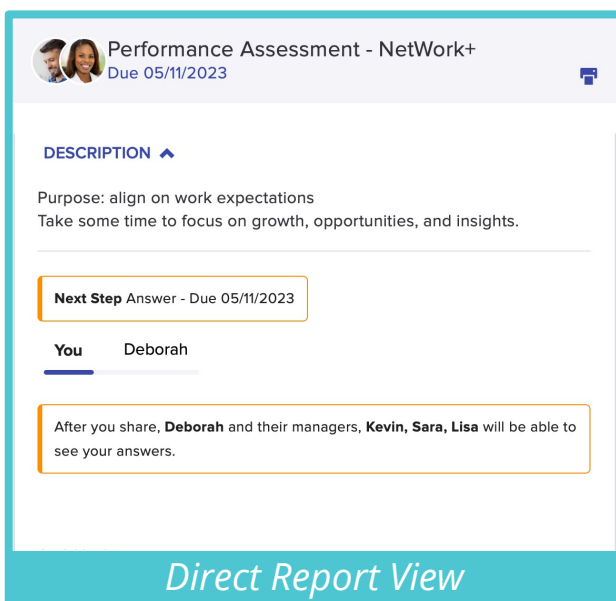 Performance Assessment - NetWork+
Due 05/11/2023
DESCRIPTION
Purpose: align on work expectations
Take some time to focus on growth, opportunities, and insights.
Next Step Answer - Due 05/11/2023
You Deborah
After you share, Deborah and their managers, Kevin, Sara, Lisa will be able to
see your answers.
Direct Report View